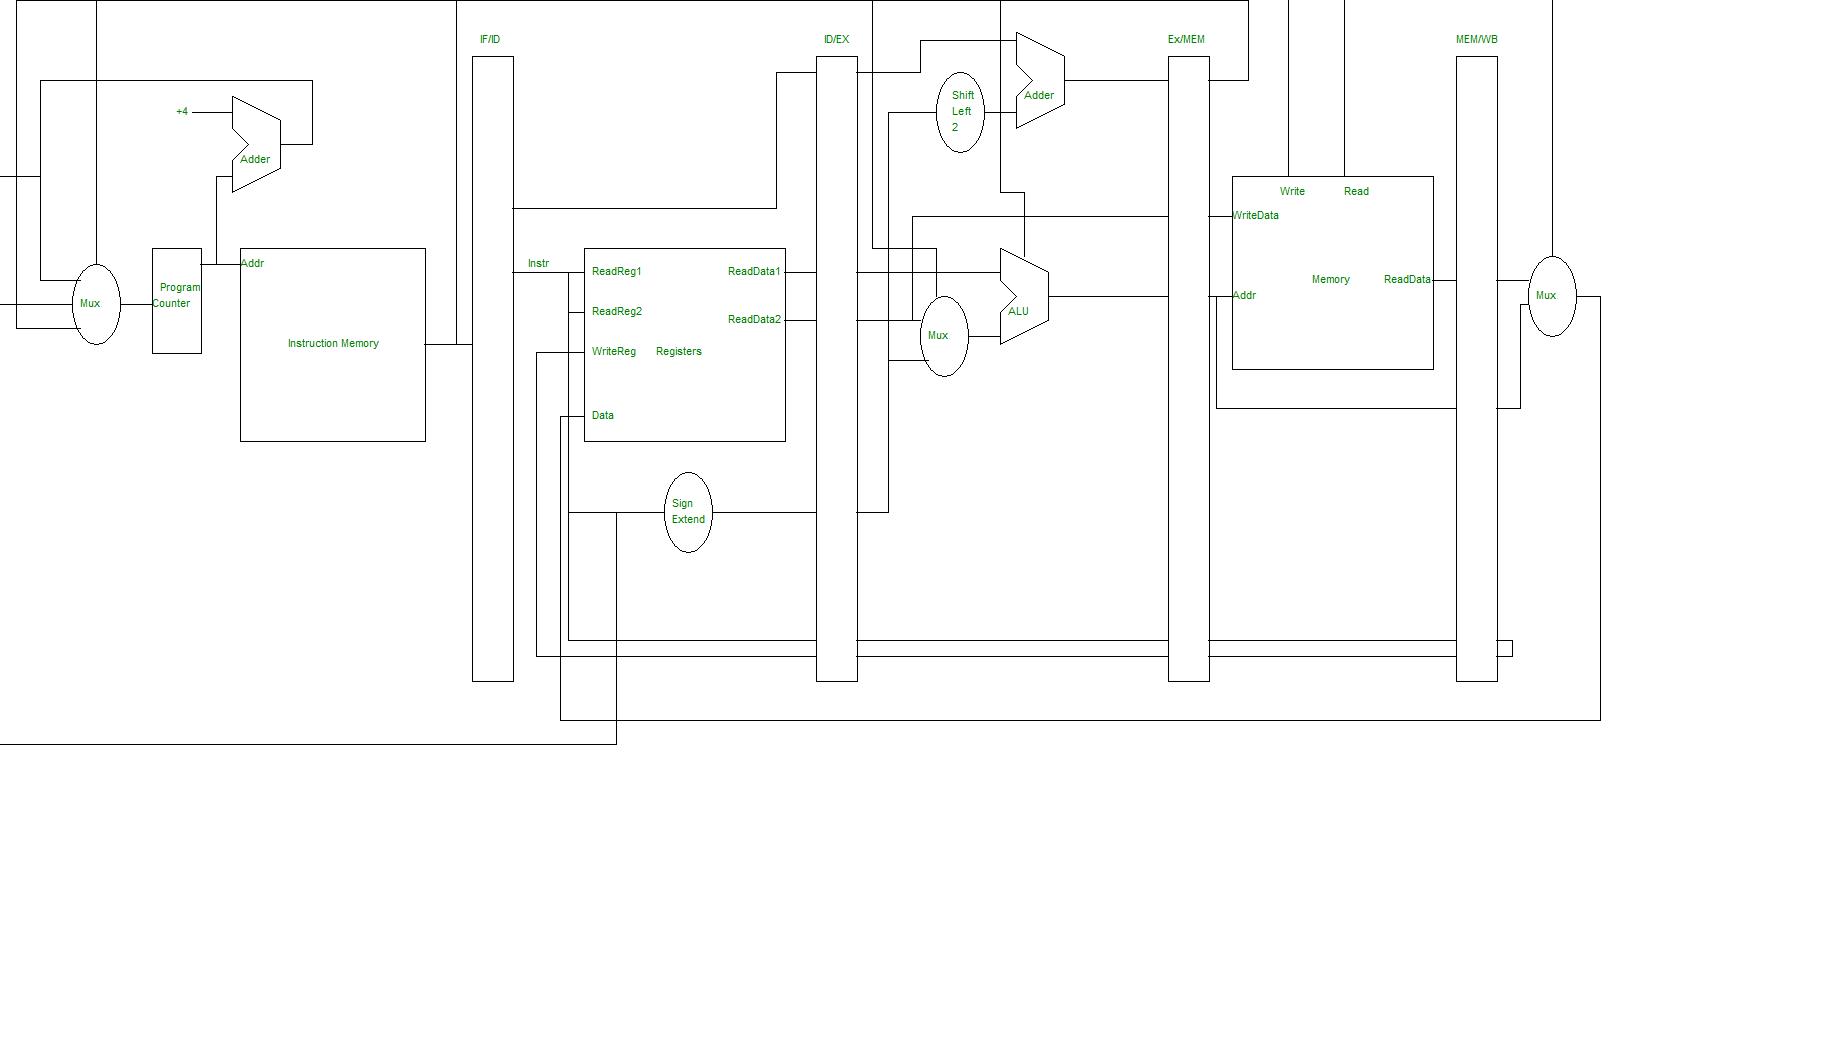 IF/ID
ID/EX
Ex/MEM
MEM/WB
+4
Adder
Shift
Left
2
Adder
Write
Read
WriteData
Memory
ReadData
Addr
Mux
Mux
Program
Counter
Addr
Instruction Memory
Instr
ReadReg1
ReadData1
ReadReg2
ReadData2
WriteReg
Registers
Data
Sign
Extend
Mux
ALU